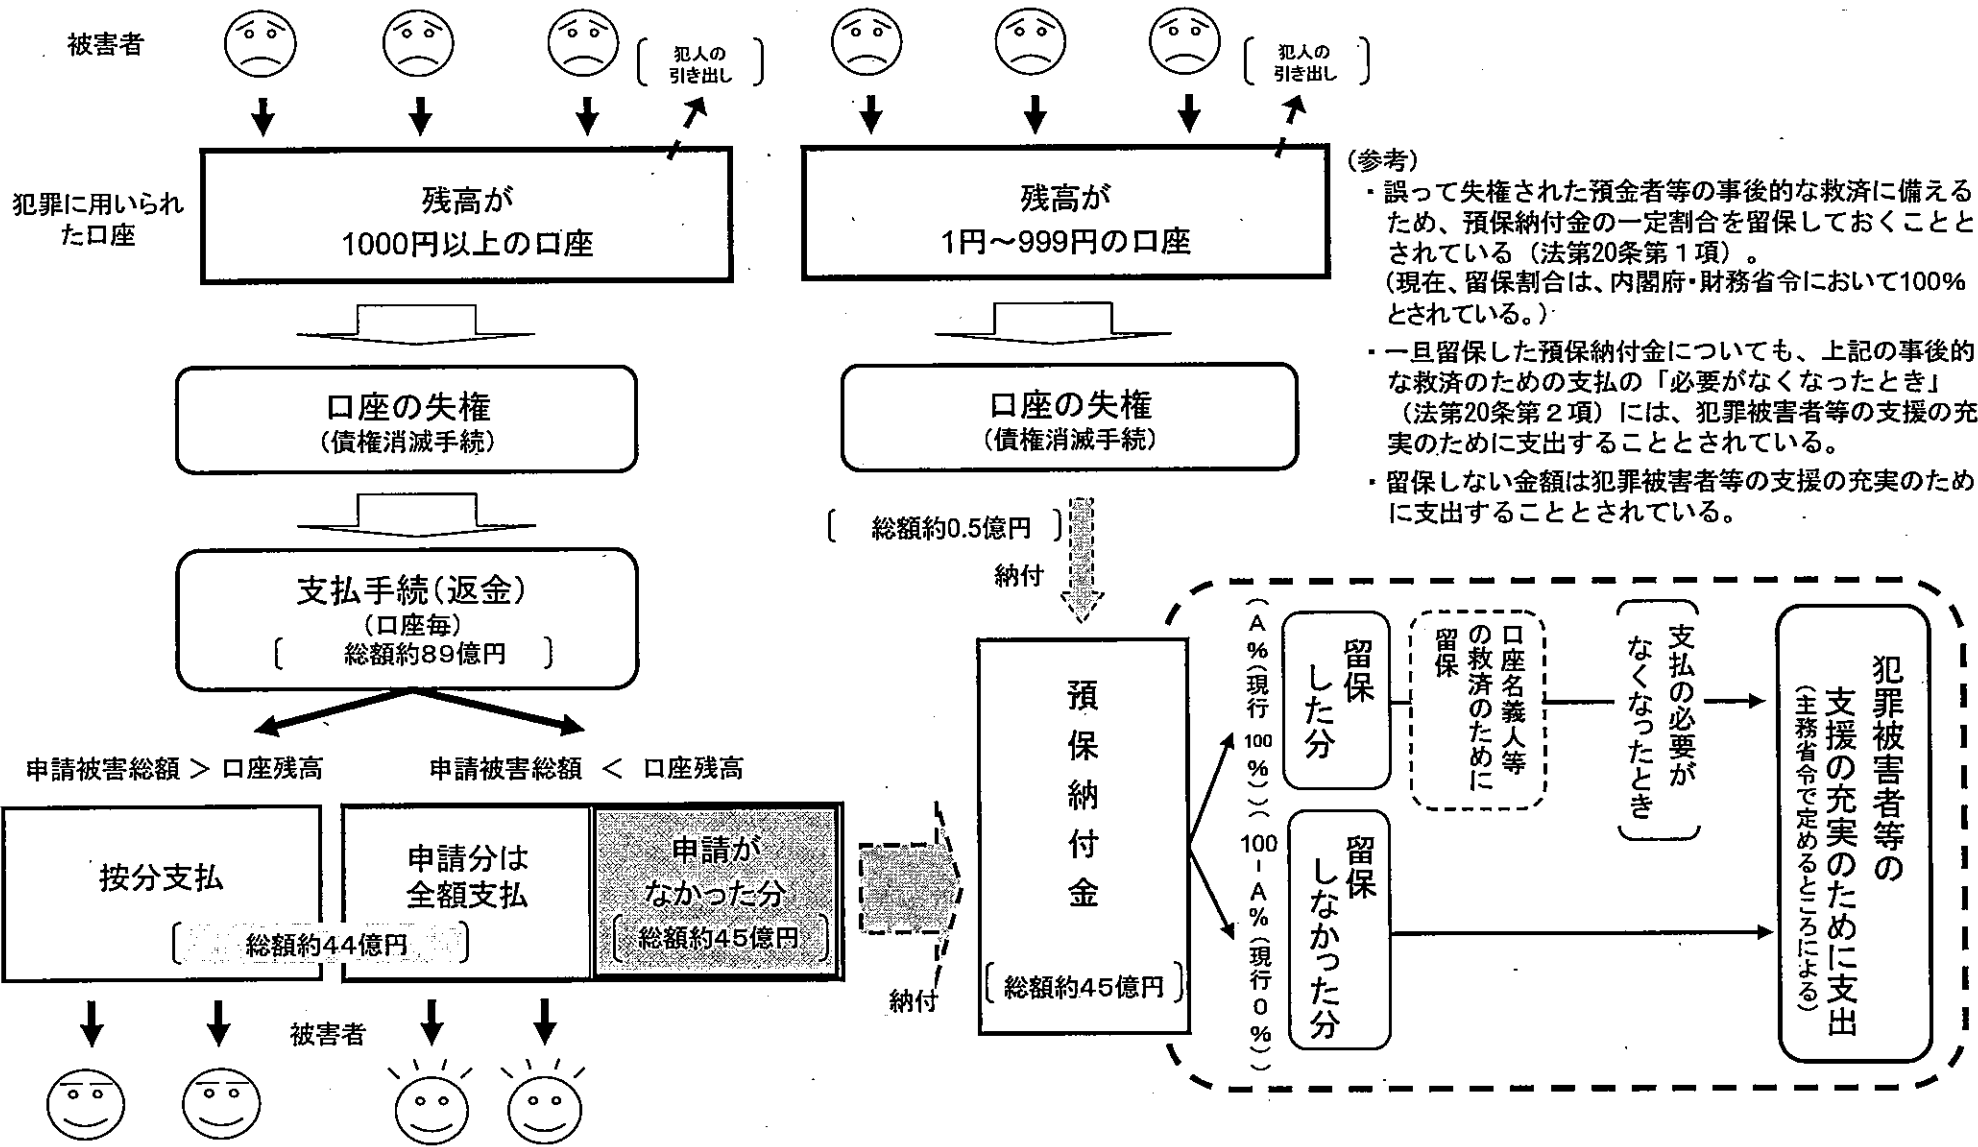 被害者
犯人の
引き出し
犯人の
引き出し
犯罪に用いられ
た口座
残高が
1000円以上の口座
残高が
1円～999円の口座
(参考)
・誤って失権された預金者等の事後的な救済に備える
ため、預保納付金の一定割合を留保しておくことと
されている（法第20条第１項）。
(現在、留保割合は、内閣府・財務省令において100%
とされている。)
・一旦留保した預保納付金についても、上記の事後的
な救済のための支払の「必要がなくなったとき」
（法第20条第２項）には、犯罪被害者等の支援の充
実のために支出することとされている。
・留保しない金額は犯罪被害者等の支援の充実のため
に支出することとされている。
口座の失権
(債権消滅手続)
口座の失権
(債権消滅手続)
総額約0.5億円
納付
支払手続(返金)
(口座毎)
総額約89億円
申請被害総額 > 口座残高
申請被害総額 < 口座残高
按分支払
申請分は
全額支払
総額約44億円
申請が
なかった分
総額約45億円
納付
被害者
預保納付金
総額約45億円
(A%(現行100%))
(100-A%(現行0%))
留保
した分
口座名義人等
の救済のために
留保
支払の必要が
なくなったとき
留保
しなかった分
犯罪被害者等の
支援の充実のために支出
(主務省令で定めるところによる)